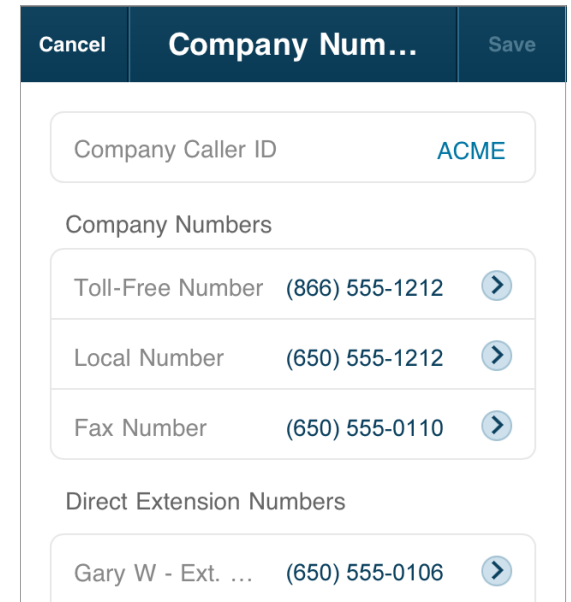 Cancel Company Num... Save
Company Caller ID ACME
Company Numbers
Toll-Free Number (866) 555-1212
Local Number (650) 555-1212
Fax Number (650) 555-0110
Direct Extension Numbers
Gary W - Ext. ... (650) 555-0106